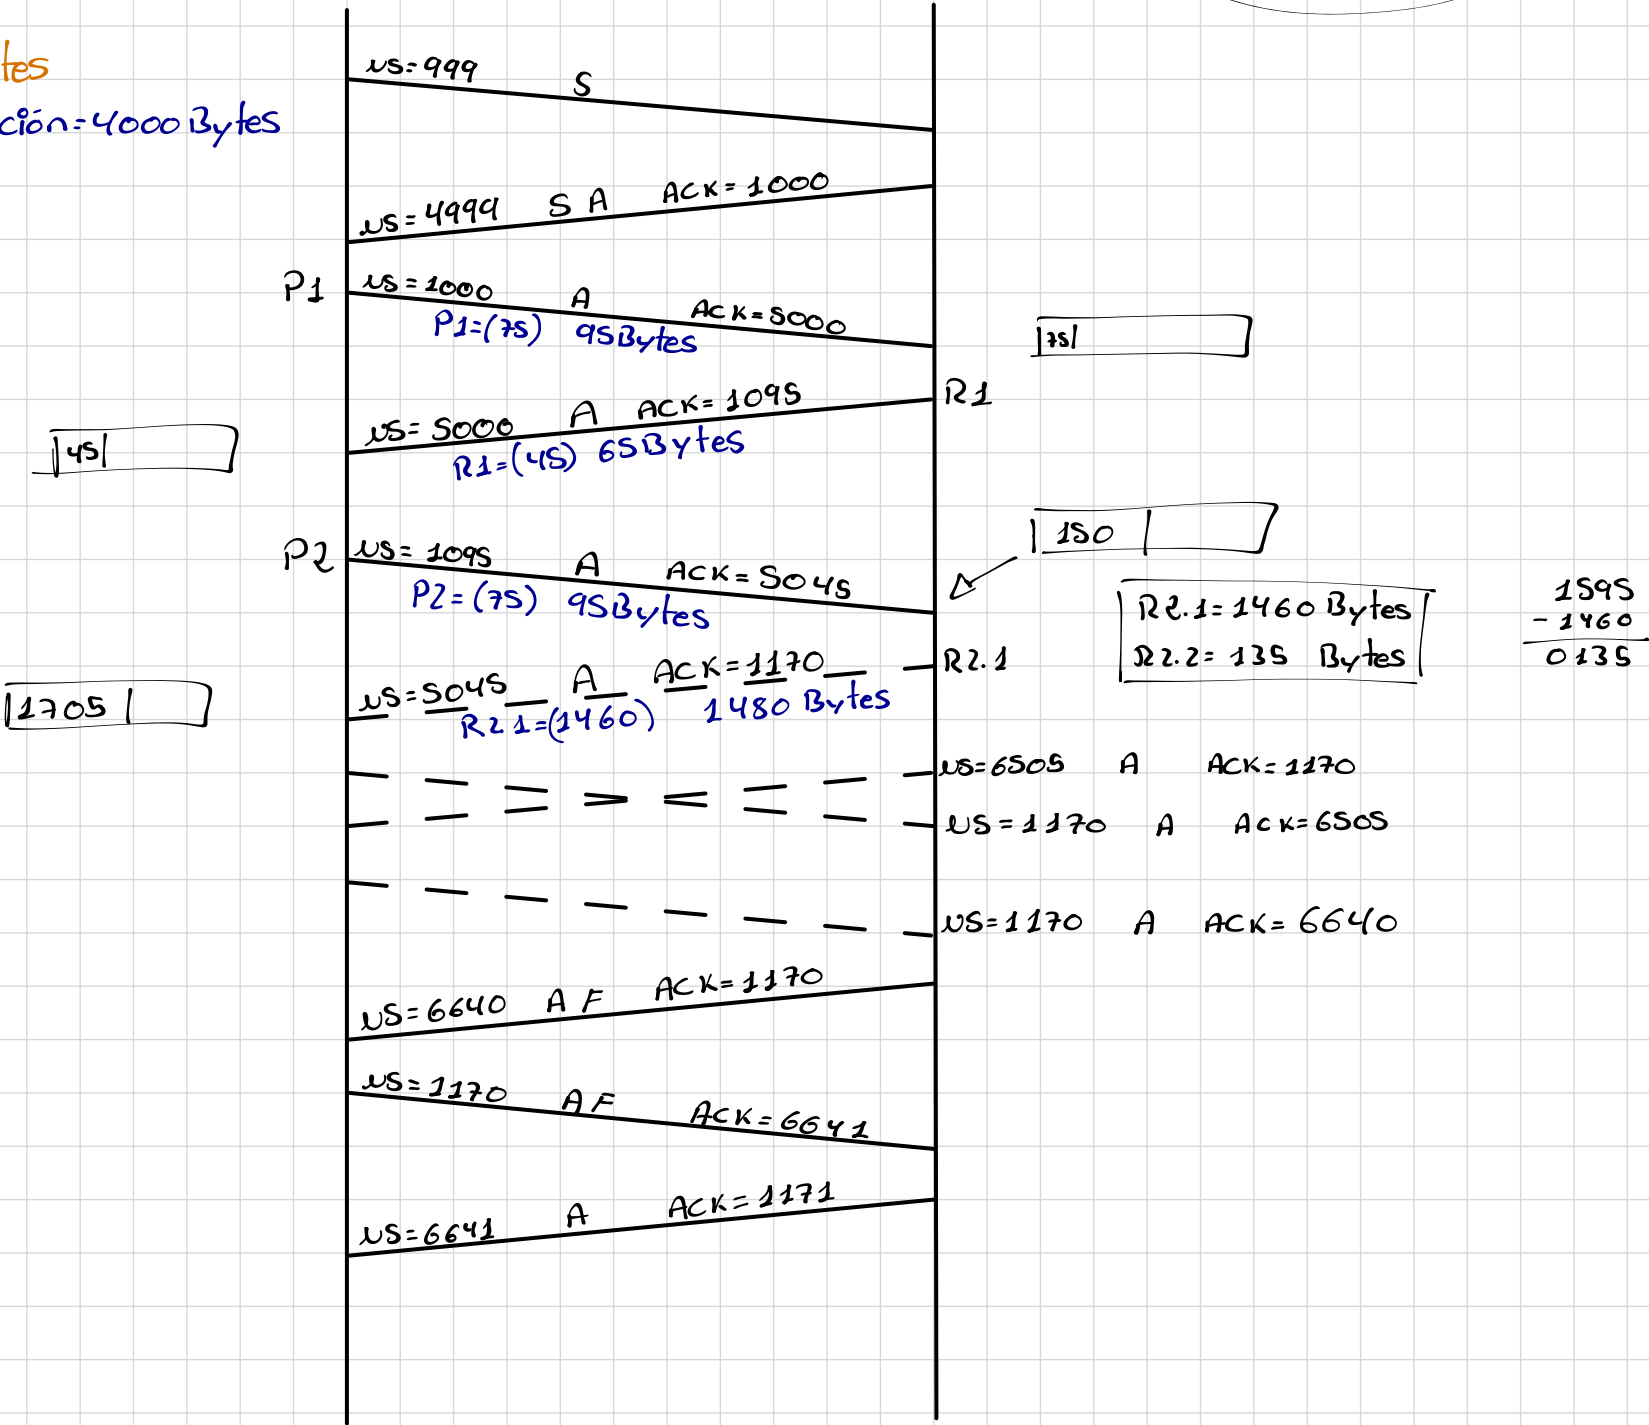 tes
ción=4000 Bytes
NS=999 S
NS=4999 S A ACK=1000
P1 NS=1000 A ACK=5000
P1=(75) 95Bytes
75
NS=5000 A ACK=1095 R1
R1=(45) 65Bytes
45
150
P2 NS=1095 A ACK=5045
P2=(75) 95Bytes
R2.1=1460 Bytes
R2.2=135 Bytes
1595
-1460
0135
NS=5045 A ACK=1170 R2.1
R2.1=(1460) 1480 Bytes
1705
NS=6505 A ACK=1170
NS=1170 A ACK=6505
NS=1170 A ACK=6640
NS=6640 A F ACK=1170
NS=1170 A F ACK=6641
NS=6641 A ACK=1171